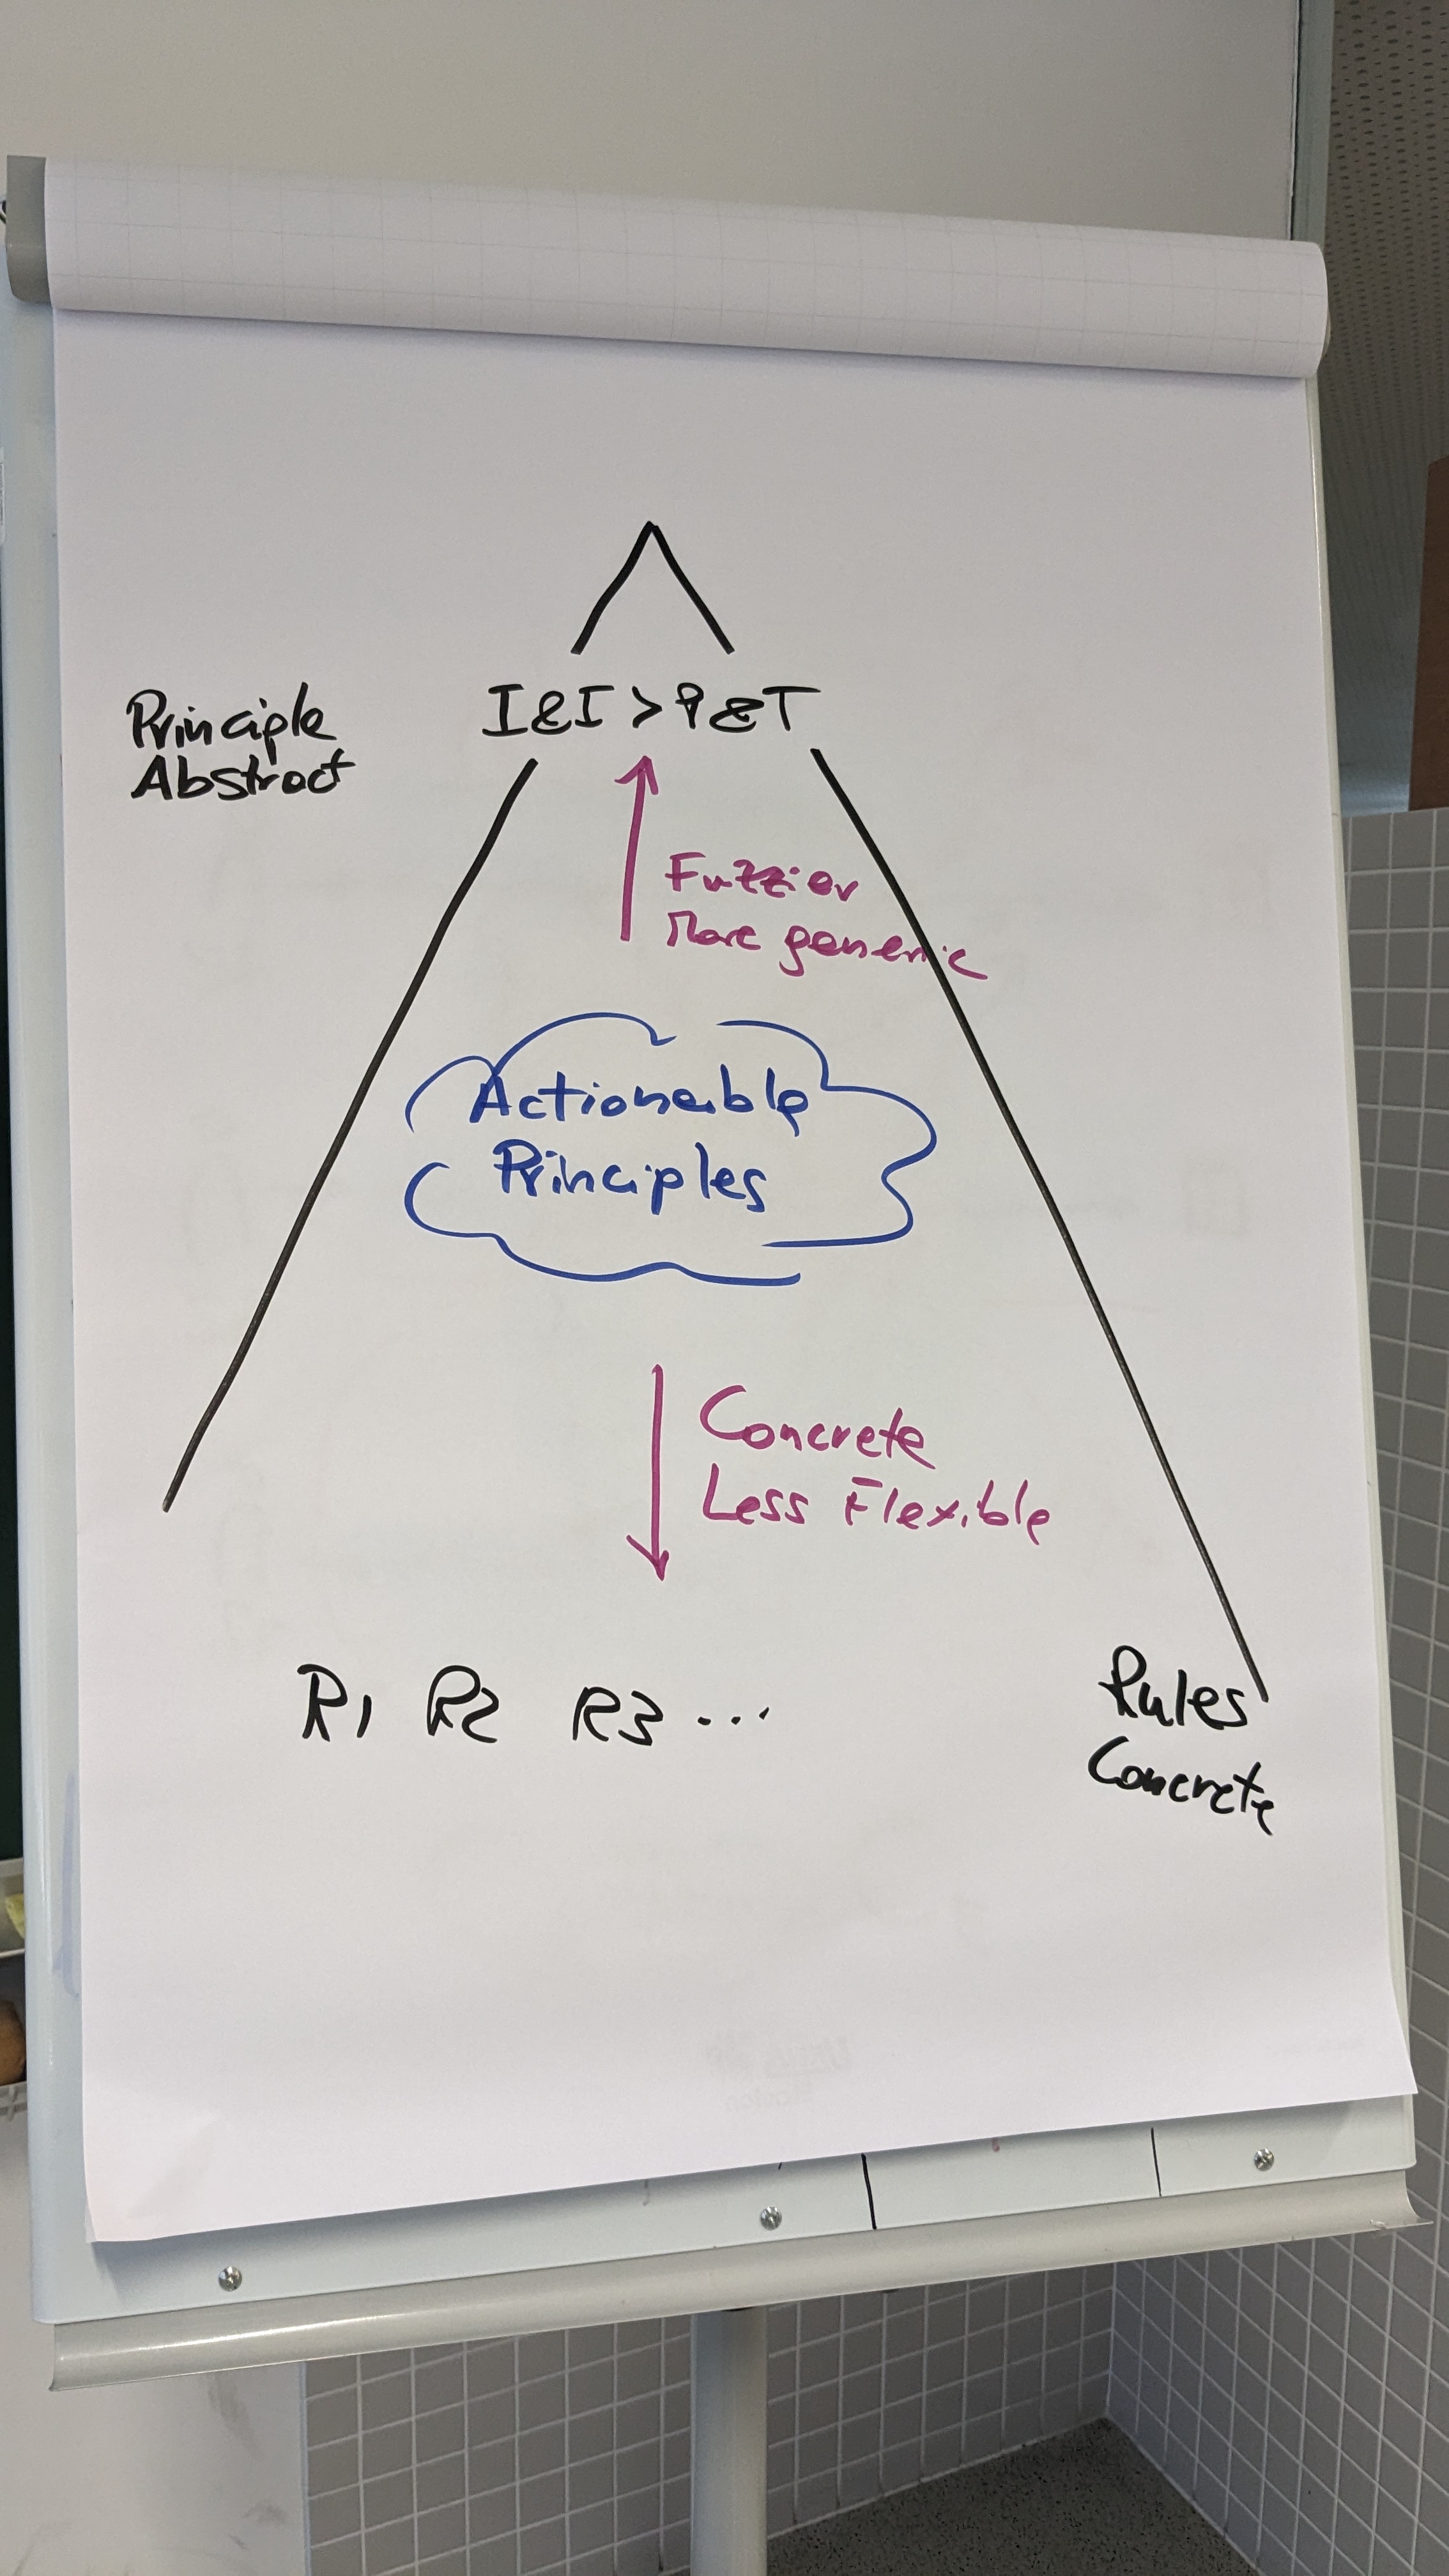 Principle
Abstract
I&I > P&T
Fuzzier
More generic
Actionable
Principles
Concrete
Less Flexible
R1 R2 R3 ...
Rules
Concrete